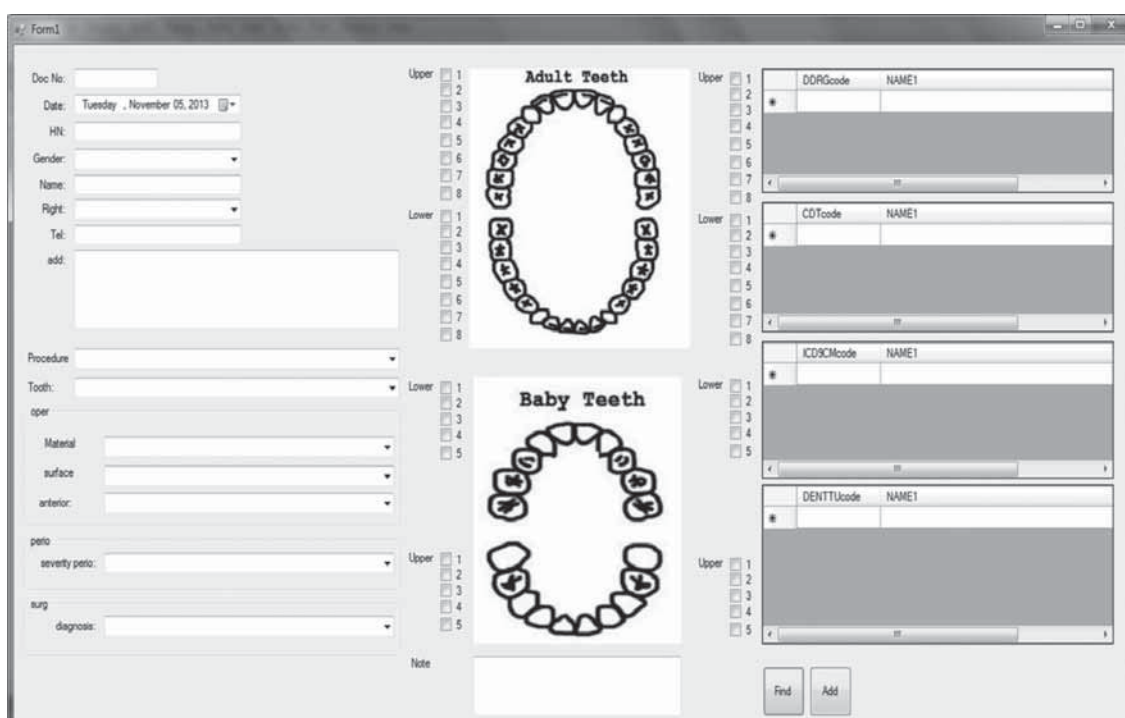 Form1
Doc No:
Date: Tuesday , November 05, 2013
HN:
Gender:
Name:
Right:
Tel:
add:
Procedure
Tooth:
oper
Material
surface
anterior:
perio
severity perio:
surg
diagnosis:
Upper 1
2
3
4
5
6
7
8
Lower 1
2
3
4
5
6
7
8
Adult Teeth
Upper 1
2
3
4
5
6
7
8
Lower 1
2
3
4
5
6
7
8
Lower 1
2
3
4
5
Upper 1
2
3
4
5
Baby Teeth
Lower 1
2
3
4
5
Upper 1
2
3
4
5
Note
DDRGcode NAME1
CDTcode NAME1
ICD9CMcode NAME1
DENTTUcode NAME1
Find Add